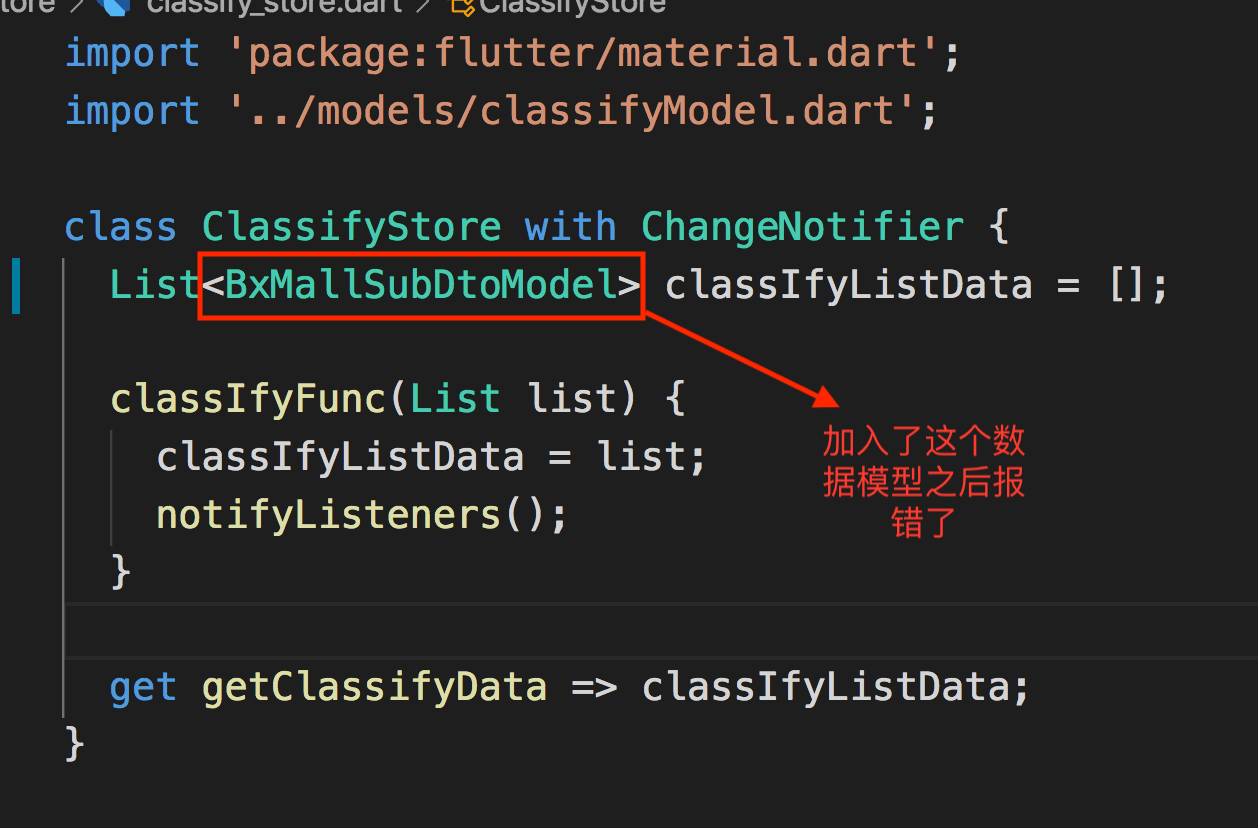 tore > classify_store.dart > ClassifyStore
import 'package:flutter/material.dart';
import '../models/classifyModel.dart';
class ClassifyStore with ChangeNotifier {
List<BxMallSubDtoModel> classIfyListData = [];
classIfyFunc(List list) {
classIfyListData = list;
notifyListeners();
}
get getClassifyData => classIfyListData;
}
加入了这个数
据模型之后报
错了